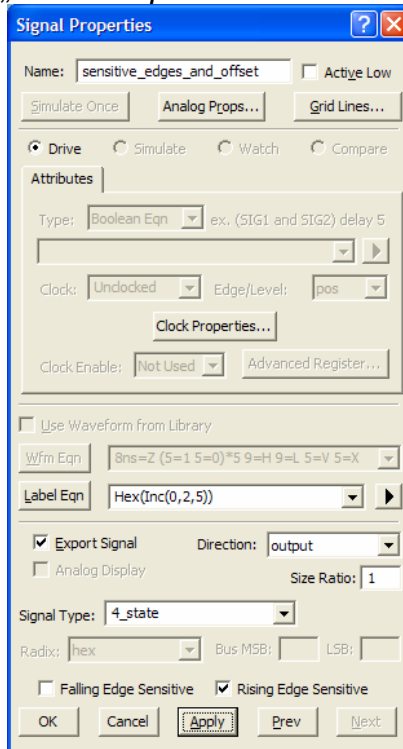 Signal Properties
Name: sensitive_edges_and_offset Active Low
Simulate Once Analog Props... Grid Lines...
Drive Simulate Watch Compare
Attributes
Type: Boolean Eqn ex. (SIG1 and SIG2) delay 5
Clock: Unclocked Edge/Level: pos
Clock Properties...
Clock Enable: Not Used Advanced Register...
Use Waveform from Library
Wfm Eqn 8ns=Z (5=1 5=0)*5 9=H 9=L 5=V 5=X
Label Eqn Hex(Inc(0,2,5))
Export Signal Direction: output
Analog Display Size Ratio: 1
Signal Type: 4_state
Radix: hex Bus MSB: LSB:
Falling Edge Sensitive Rising Edge Sensitive
OK Cancel Apply Prev Next